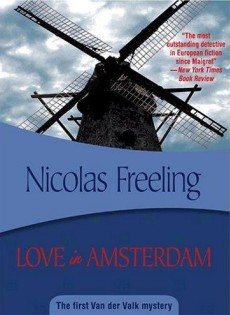 "The most
outstanding detective
in European fiction
since Maigret"
—New York Times
Book Review
Nicolas Freeling
LOVE in AMSTERDAM
The first Van der Valk mystery